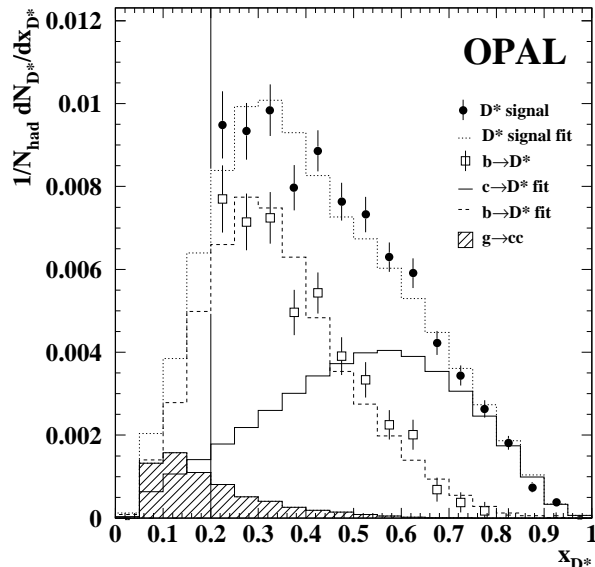 0.012
0.01
0.008
0.006
0.004
0.002
0
1/N_had dN_D*/dx_D*
OPAL
D* signal
D* signal fit
b→D*
c→D* fit
b→D* fit
g→cc
0 0.1 0.2 0.3 0.4 0.5 0.6 0.7 0.8 0.9 1
x_D*